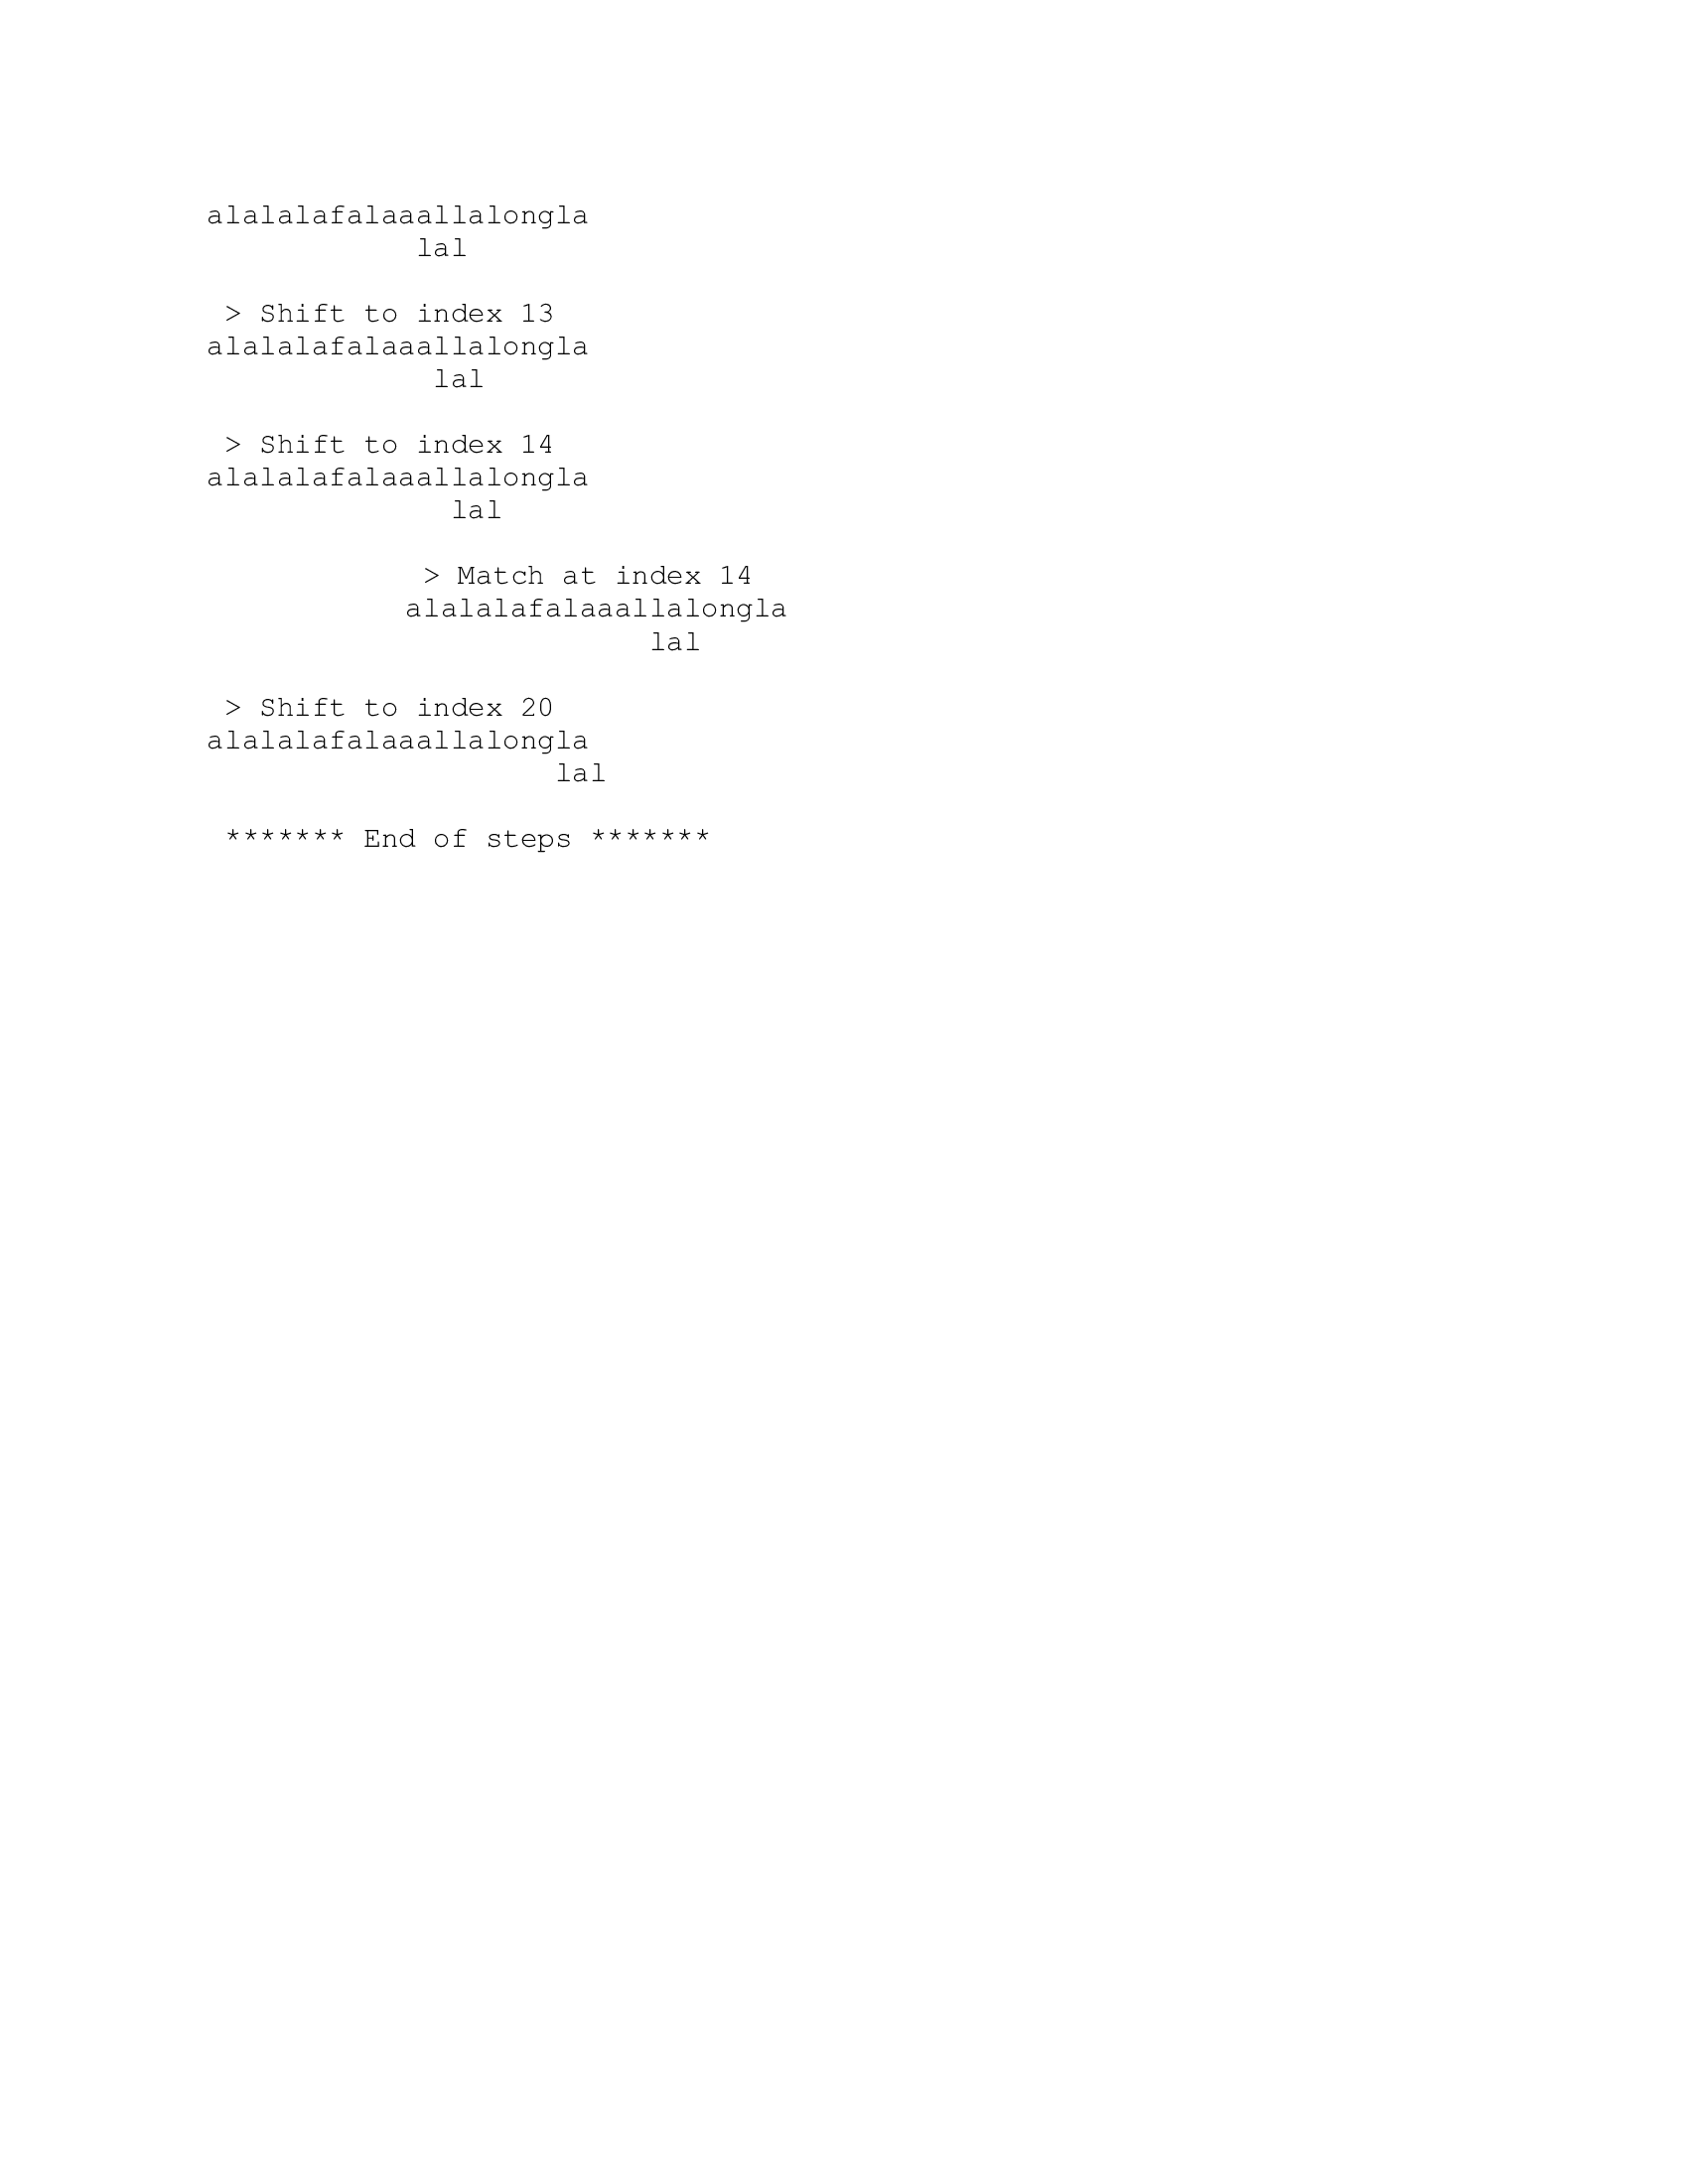 alalalafalaaallalongla
            lal
 > Shift to index 13
alalalafalaaallalongla
             lal
 > Shift to index 14
alalalafalaaallalongla
              lal
            > Match at index 14
           alalalafalaaallalongla
                         lal
 > Shift to index 20
alalalafalaaallalongla
                    lal
 ******* End of steps *******